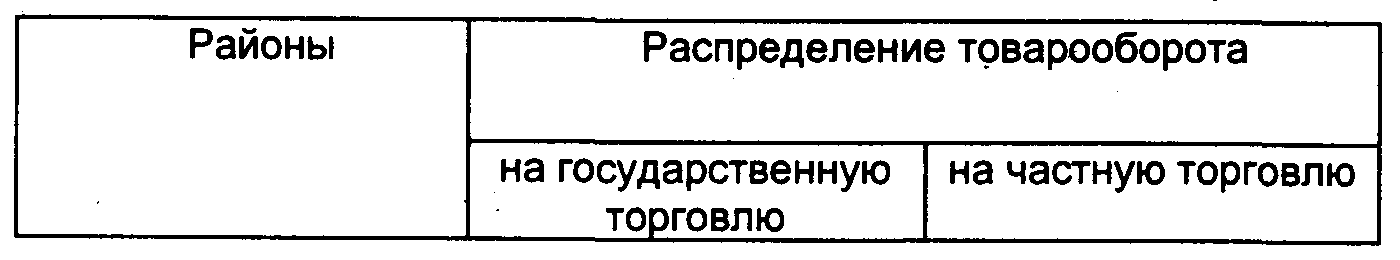 Районы
Распределение товарооборота
на государственную
торговлю
на частную торговлю